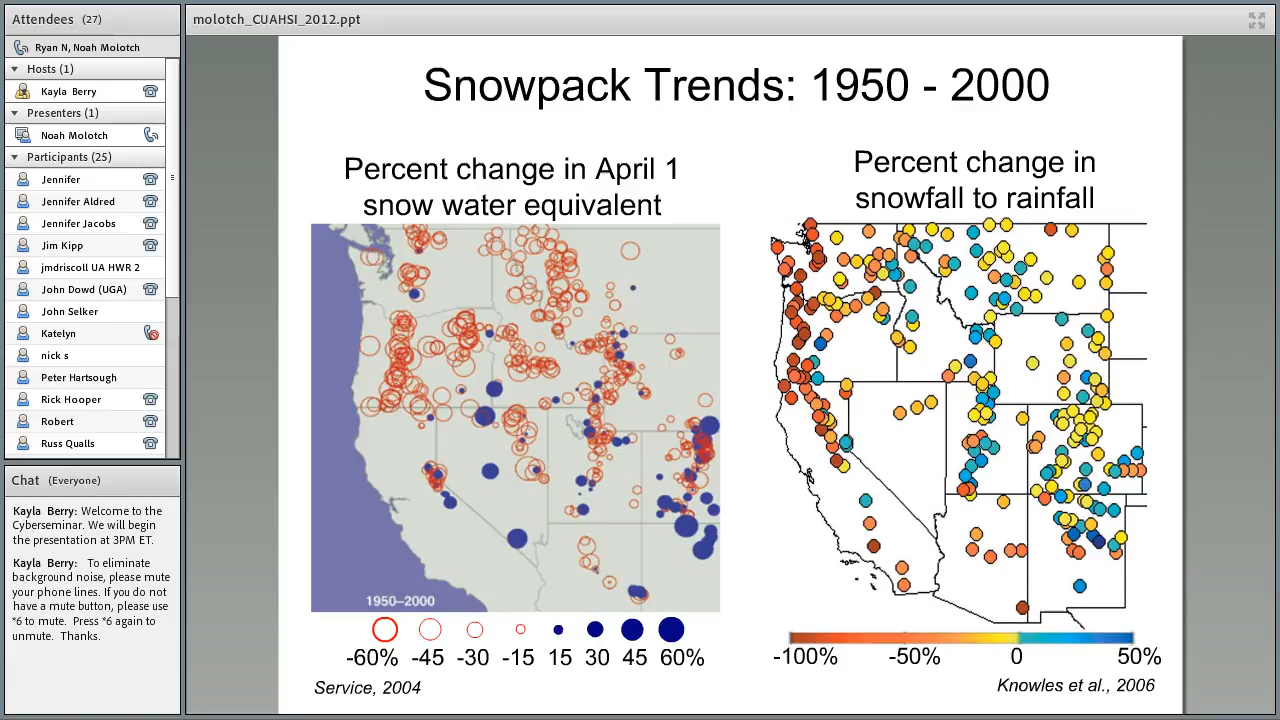 Attendees (27)
Ryan N, Noah Molotch
Hosts (1)
Kayla Berry
Presenters (1)
Noah Molotch
Participants (25)
Jennifer
Jennifer Aldred
Jennifer Jacobs
Jim Kipp
jmdriscoll UA HWR 2
John Dowd (UGA)
John Selker
Katelyn
nick s
Peter Hartsough
Rick Hooper
Robert
Russ Qualls
Chat (Everyone)
Kayla Berry: Welcome to the
Cyberseminar. We will begin
the presentation at 3PM ET.
Kayla Berry: To eliminate
background noise, please mute
your phone lines. If you do not
have a mute button, please use
*6 to mute. Press *6 again to
unmute. Thanks.
molotch_CUAHSI_2012.ppt
Snowpack Trends: 1950 - 2000
Percent change in April 1
snow water equivalent
1950–2000
-60% -45 -30 -15 15 30 45 60%
Service, 2004
Percent change in
snowfall to rainfall
-100% -50% 0 50%
Knowles et al., 2006